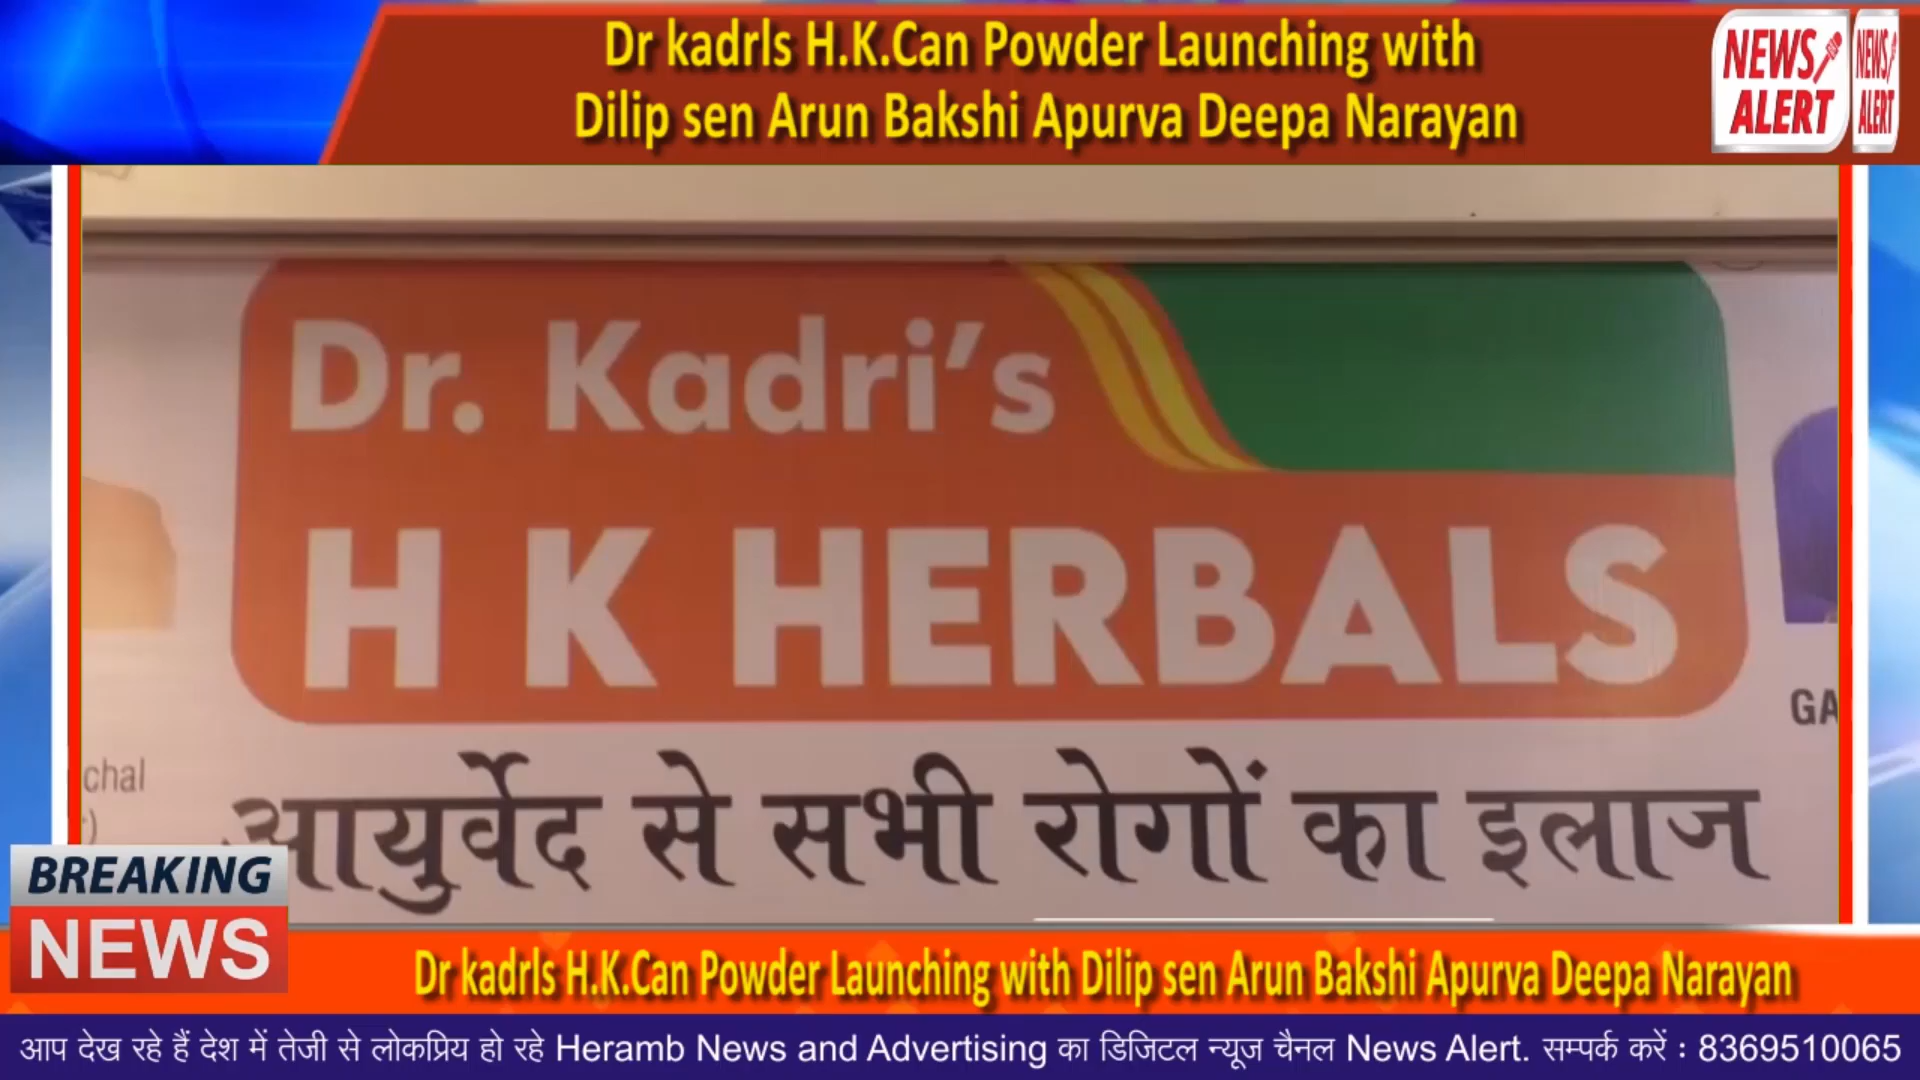 Dr kadrls H.K.Can Powder Launching with
Dilip sen Arun Bakshi Apurva Deepa Narayan
NEWS ALERT
NEWS ALERT
Dr. Kadri's
H K HERBALS
GA
chal
आयुर्वेद से सभी रोगों का इलाज
BREAKING
NEWS
Dr kadrls H.K.Can Powder Launching with Dilip sen Arun Bakshi Apurva Deepa Narayan
आप देख रहे हैं देश में तेजी से लोकप्रिय हो रहे Heramb News and Advertising का डिजिटल न्यूज चैनल News Alert. सम्पर्क करें : 8369510065